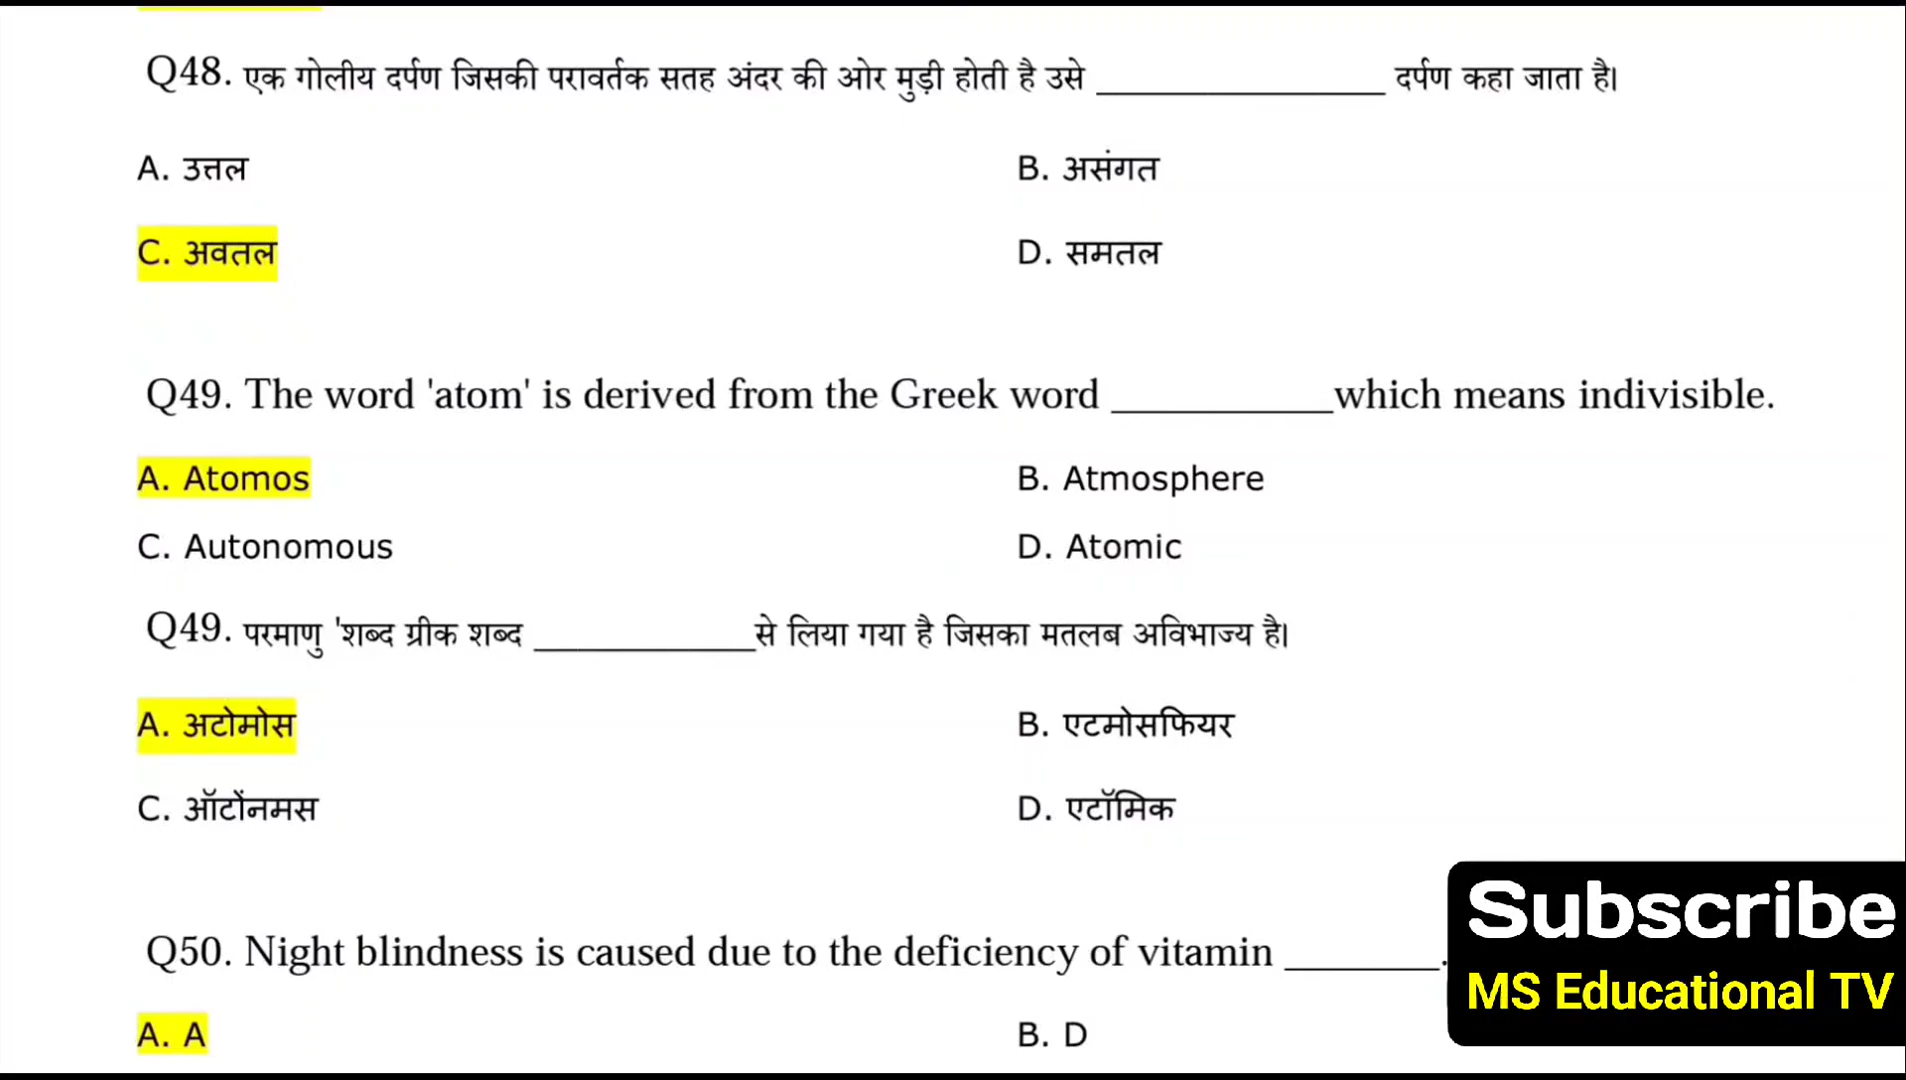 Q48. एक गोलीय दर्पण जिसकी परावर्तक सतह अंदर की ओर मुड़ी होती है उसे ______________ दर्पण कहा जाता है।
A. उत्तल B. असंगत
C. अवतल D. समतल
Q49. The word 'atom' is derived from the Greek word __________which means indivisible.
A. Atomos B. Atmosphere
C. Autonomous D. Atomic
Q49. परमाणु 'शब्द ग्रीक शब्द __________से लिया गया है जिसका मतलब अविभाज्य है।
A. अटोमोस B. एटमोसफियर
C. ऑटोंनमस D. एटॉमिक
Q50. Night blindness is caused due to the deficiency of vitamin _______.
A. A B. D
Subscribe
MS Educational TV